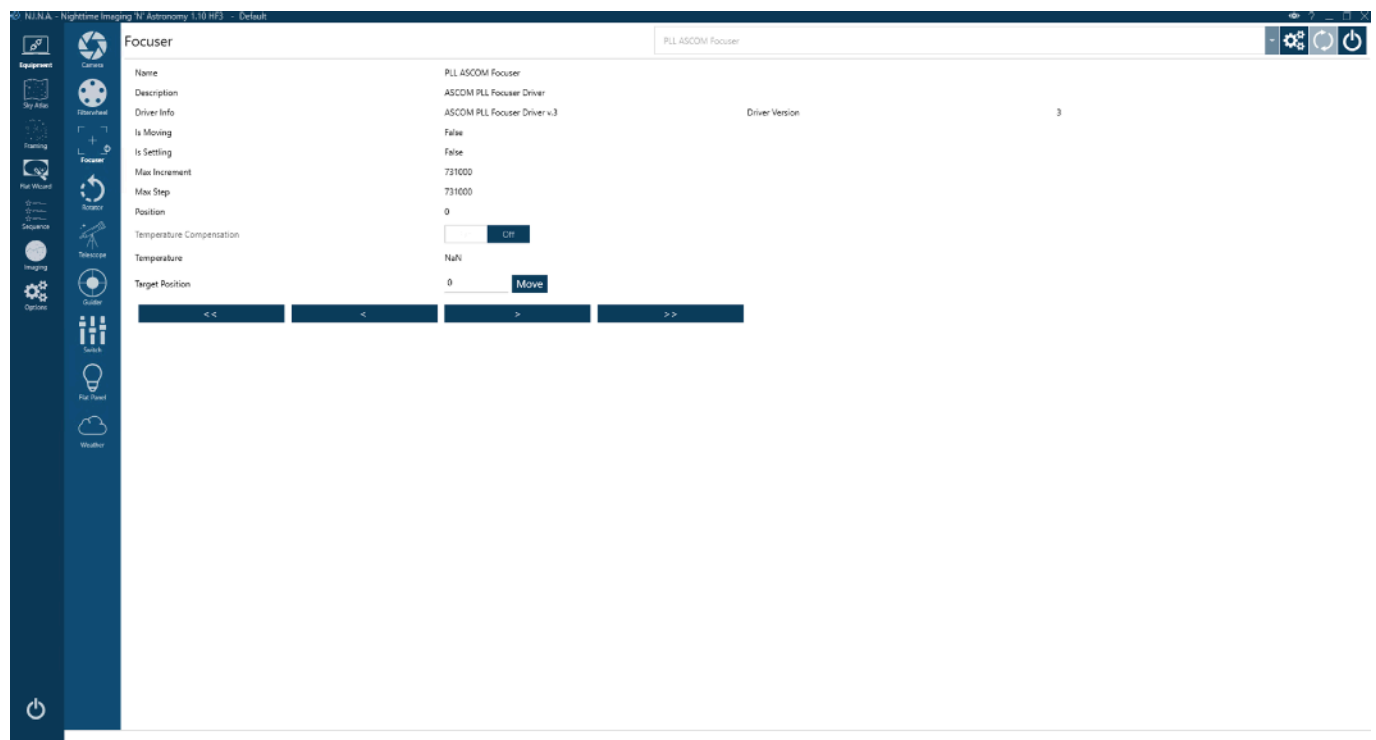 N.I.N.A. - Nighttime Imaging 'N' Astronomy 1.10 HF3 - Default
?
Equipment
Sky Atlas
Framing
Flat Wizard
Sequence
Imaging
Options
Camera
Filterwheel
Focuser
Rotator
Telescope
Guider
Switch
Flat Panel
Weather
Focuser PLL ASCOM Focuser
Name PLL ASCOM Focuser
Description ASCOM PLL Focuser Driver
Driver Info ASCOM PLL Focuser Driver v.3 Driver Version 3
Is Moving False
Is Settling False
Max Increment 731000
Max Step 731000
Position 0
Temperature Compensation Off
Temperature NaN
Target Position 0 Move
<< < > >>